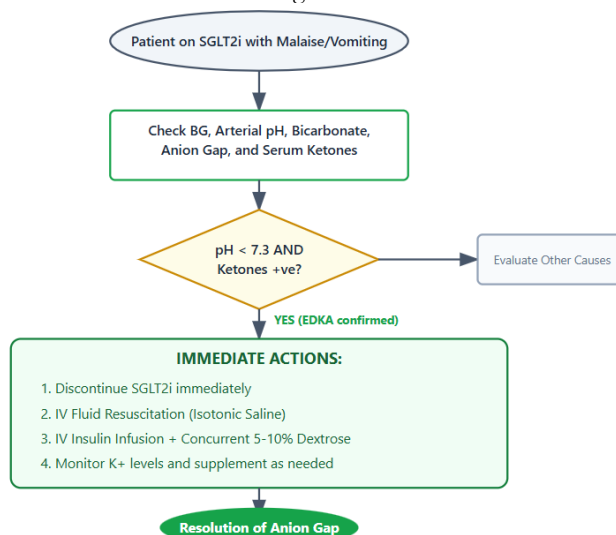 Patient on SGLT2i with Malaise/Vomiting
Check BG, Arterial pH, Bicarbonate,
Anion Gap, and Serum Ketones
pH < 7.3 AND
Ketones +ve?
Evaluate Other Causes
YES (EDKA confirmed)
IMMEDIATE ACTIONS:
1. Discontinue SGLT2i immediately
2. IV Fluid Resuscitation (Isotonic Saline)
3. IV Insulin Infusion + Concurrent 5-10% Dextrose
4. Monitor K+ levels and supplement as needed
Resolution of Anion Gap